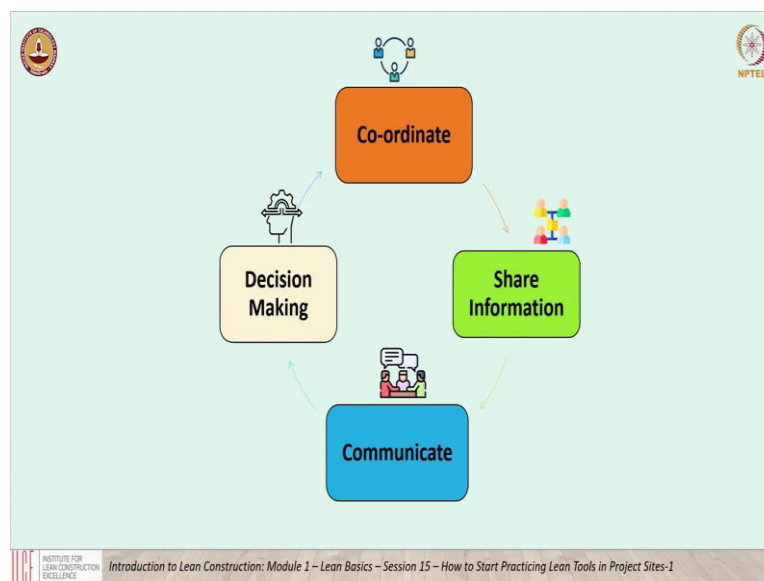 NPTEL
Co-ordinate
Decision
Making
Share
Information
Communicate
INSTITUTE FOR
LEAN CONSTRUCTION
EXCELLENCE
Introduction to Lean Construction: Module 1 – Lean Basics – Session 15 – How to Start Practicing Lean Tools in Project Sites-1